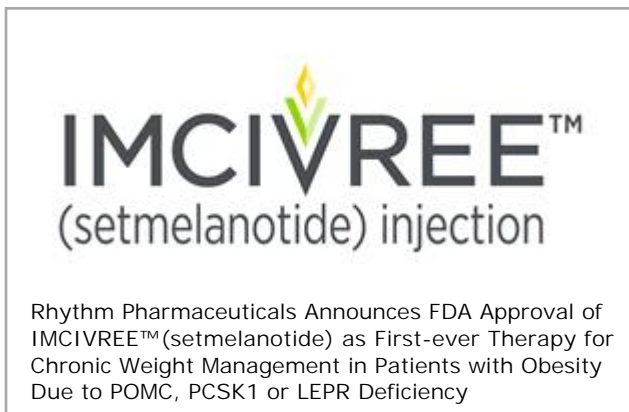 IMCIVREE™
(setmelanotide) injection
Rhythm Pharmaceuticals Announces FDA Approval of
IMCIVREE™ (setmelanotide) as First-ever Therapy for
Chronic Weight Management in Patients with Obesity
Due to POMC, PCSK1 or LEPR Deficiency